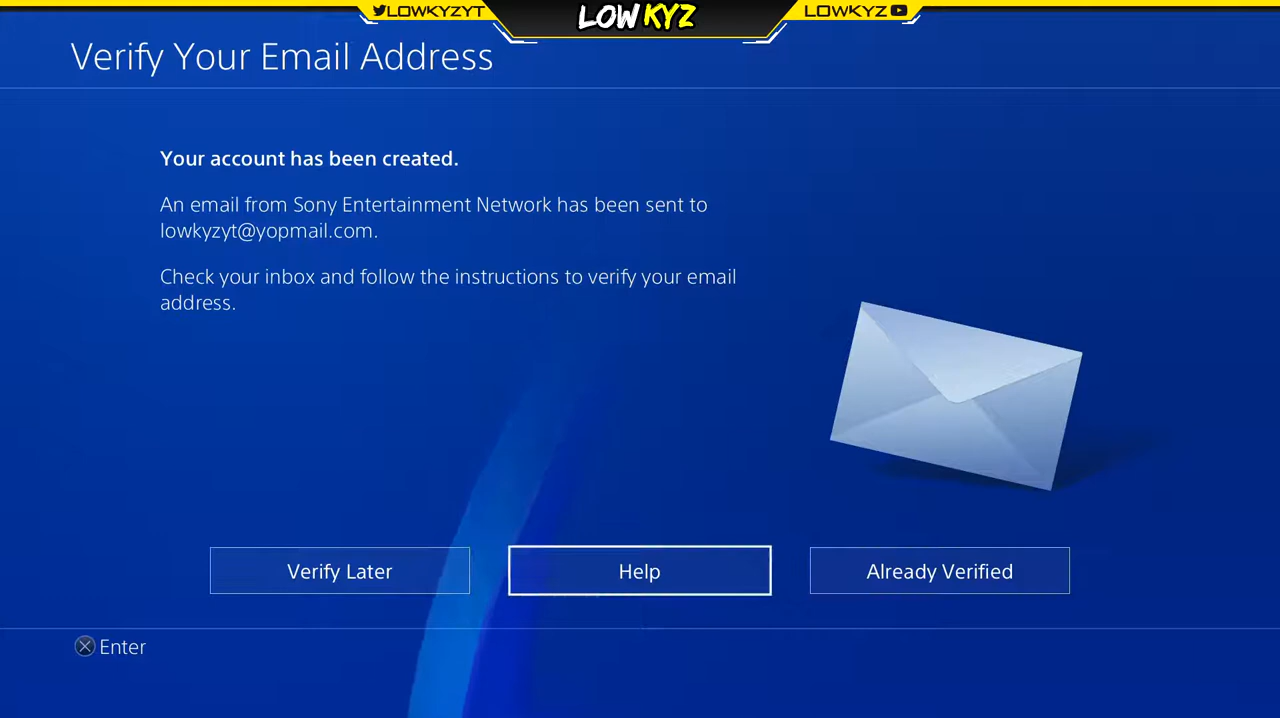 LOWKYZYT
LOW KYZ
LOWKYZ
Verify Your Email Address
Your account has been created.
An email from Sony Entertainment Network has been sent to
lowkyzyt@yopmail.com.
Check your inbox and follow the instructions to verify your email
address.
Verify Later
Help
Already Verified
Enter